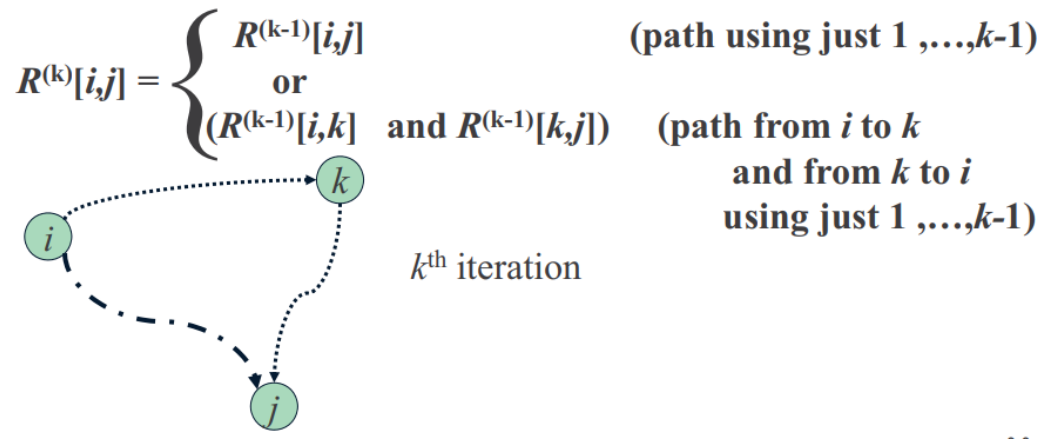 R(k-1)[i,j] (path using just 1 ,…,k-1)
R(k)[i,j] = { or
(R(k-1)[i,k] and R(k-1)[k,j]) (path from i to k
and from k to i
using just 1 ,…,k-1)
k
i
kth iteration
j